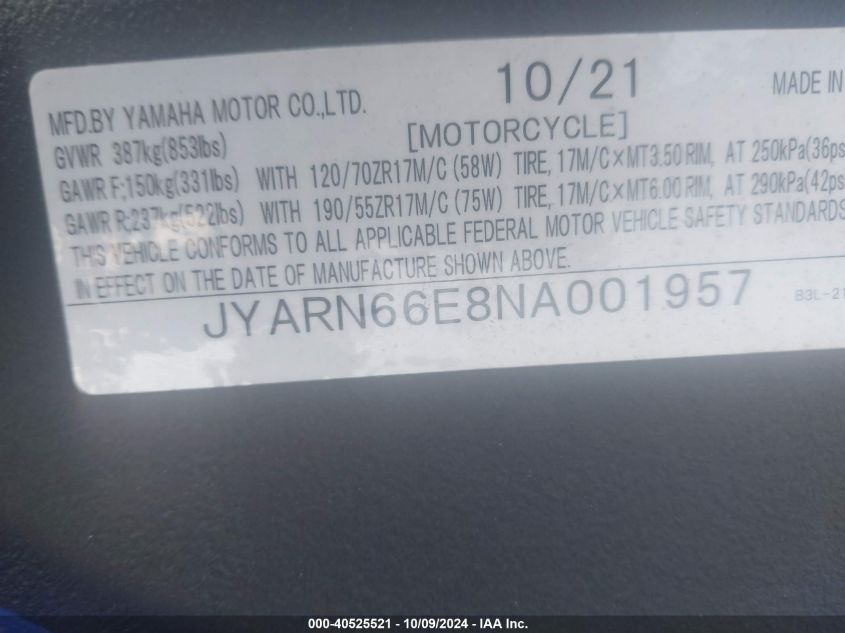 10/21
MADE IN
MFD.BY YAMAHA MOTOR CO.,LTD.
[MOTORCYCLE]
GVWR 387kg(853lbs)
GAWR F;150kg(331lbs) WITH 120/70ZR17M/C (58W) TIRE, 17M/C×MT3.50 RIM, AT 250kPa(36ps
GAWR R;237kg(522lbs) WITH 190/55ZR17M/C (75W) TIRE, 17M/C×MT6.00 RIM, AT 290kPa(42ps
THIS VEHICLE CONFORMS TO ALL APPLICABLE FEDERAL MOTOR VEHICLE SAFETY STANDARDS
IN EFFECT ON THE DATE OF MANUFACTURE SHOWN ABOVE.
JYARN66E8NA001957
B3L-21
000-40525521 - 10/09/2024 - IAA Inc.